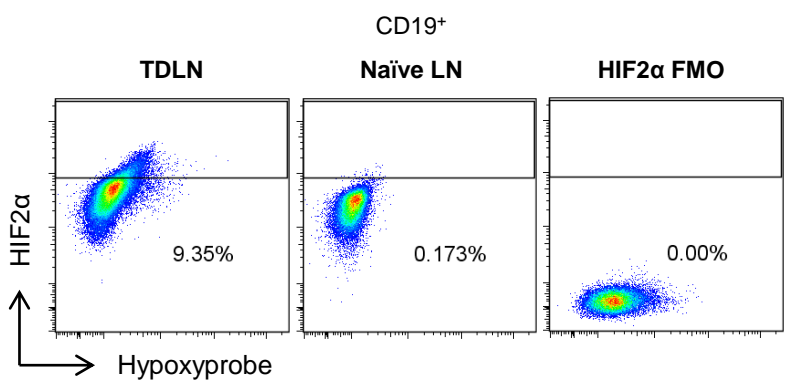 CD19⁺
TDLN
Naïve LN
HIF2α FMO
HIF2α
9.35%
0.173%
0.00%
Hypoxyprobe